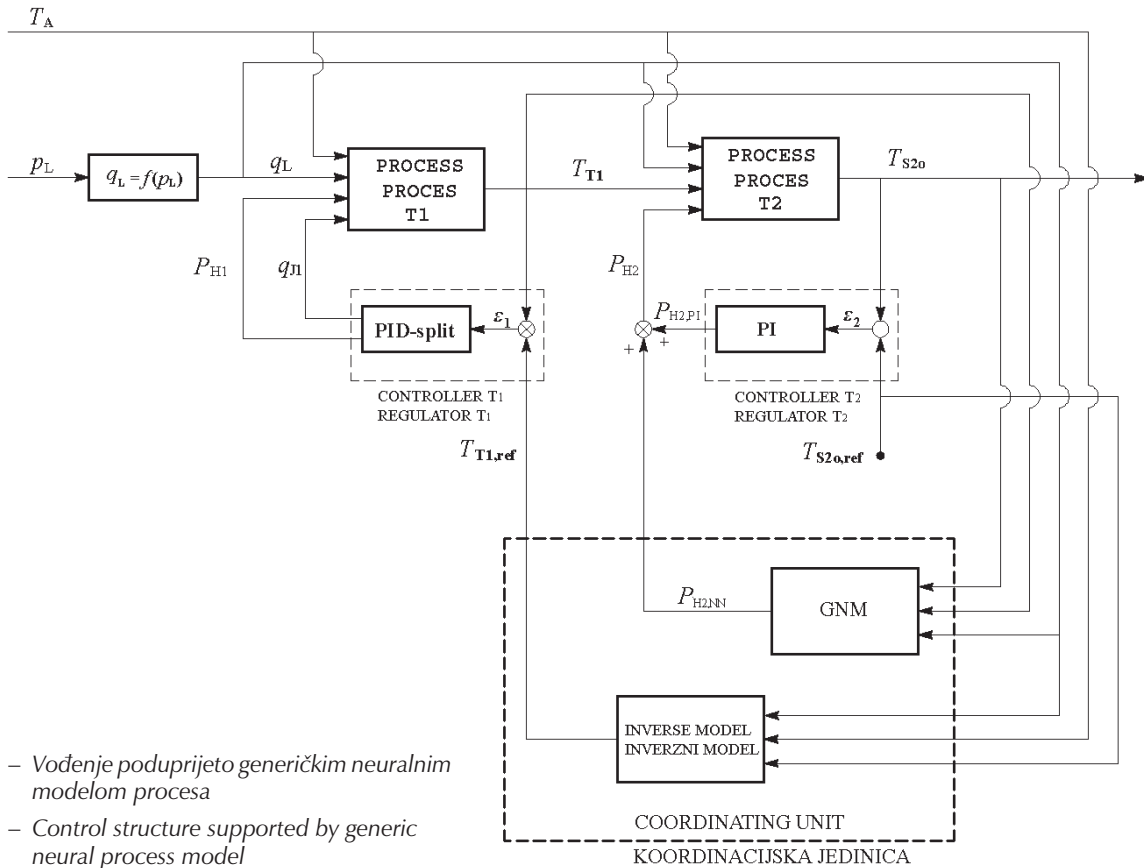 T_A
p_L
q_L = f(p_L)
q_L
PROCESS
PROCES
T1
T_T1
PROCESS
PROCES
T2
T_S2o
P_H1
q_J1
P_H2
PID-split
ε_1
P_H2,PI
+
+
PI
ε_2
CONTROLLER T1
REGULATOR T1
CONTROLLER T2
REGULATOR T2
T_T1,ref
T_S2o,ref
P_H2,NN
GNM
INVERSE MODEL
INVERZNI MODEL
COORDINATING UNIT
KOORDINACIJSKA JEDINICA
– Vođenje poduprijeto generičkim neuralnim
modelom procesa
– Control structure supported by generic
neural process model